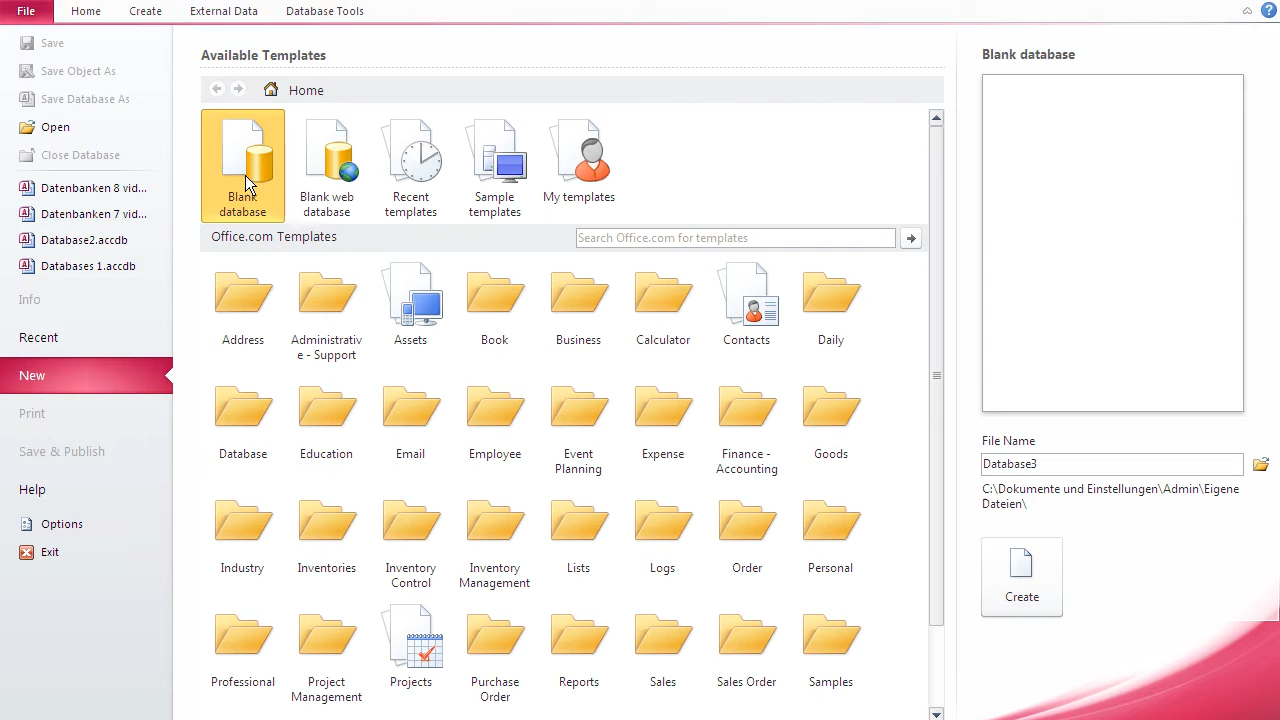 File Home Create External Data Database Tools
Save
Save Object As
Save Database As
Open
Close Database
Datenbanken 8 vid...
Datenbanken 7 vid...
Database2.accdb
Databases 1.accdb
Info
Recent
New
Print
Save & Publish
Help
Options
Exit
Available Templates
Home
Blank
database
Blank web
database
Recent
templates
Sample
templates
My templates
Office.com Templates
Search Office.com for templates
Address
Administrativ
e - Support
Assets
Book
Business
Calculator
Contacts
Daily
Database
Education
Email
Employee
Event
Planning
Expense
Finance -
Accounting
Goods
Industry
Inventories
Inventory
Control
Inventory
Management
Lists
Logs
Order
Personal
Professional
Project
Management
Projects
Purchase
Order
Reports
Sales
Sales Order
Samples
Blank database
File Name
Database3
C:\Dokumente und Einstellungen\Admin\Eigene
Dateien\
Create